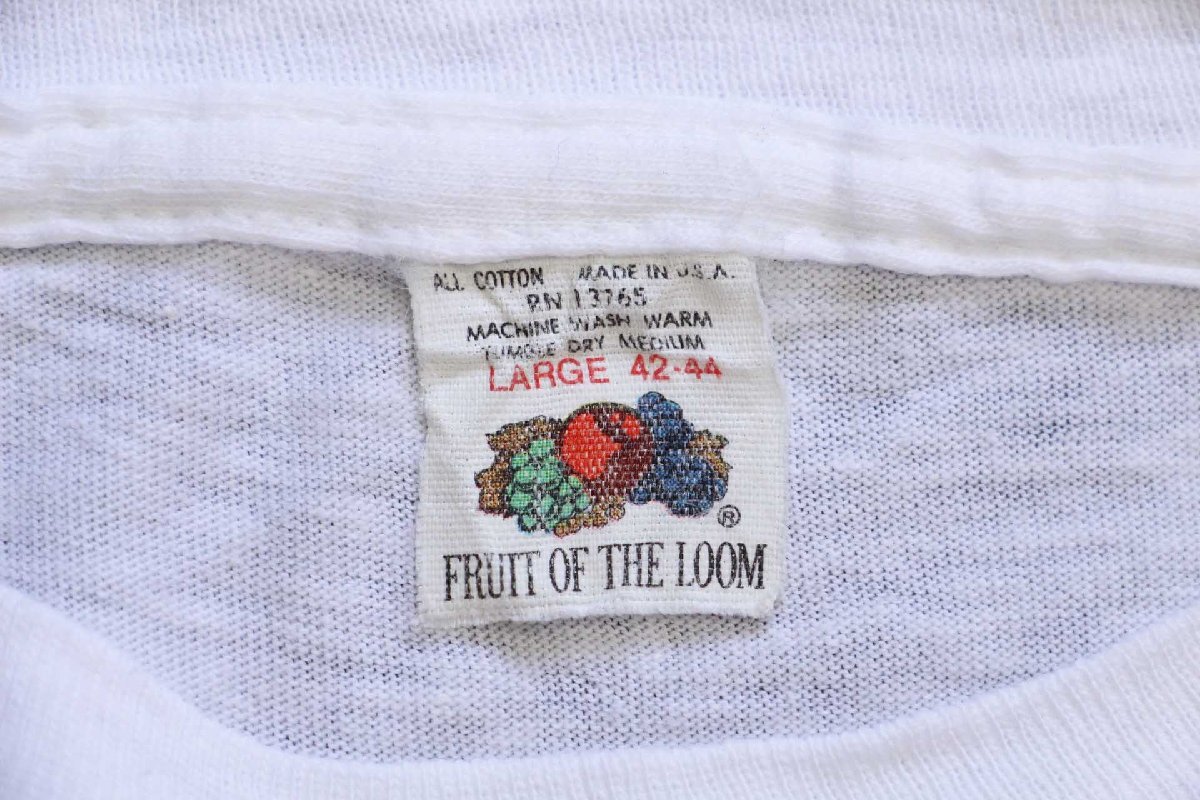 ALL COTTON MADE IN U.S.A.
RN 13765
MACHINE WASH WARM
TUMBLE DRY MEDIUM
LARGE 42-44
®
FRUIT OF THE LOOM